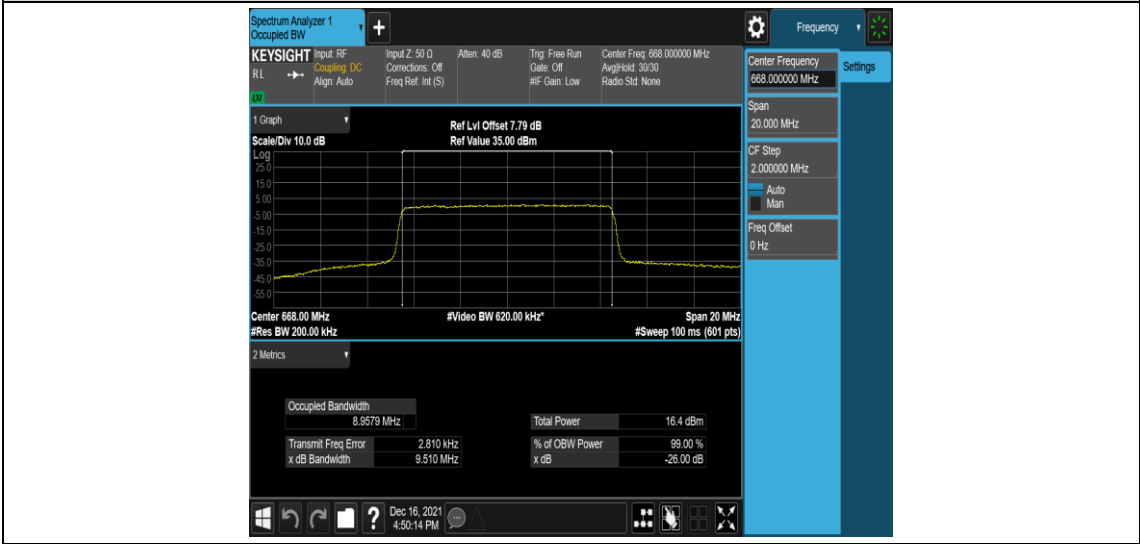 Spectrum Analyzer 1
Occupied BW
+
Frequency
KEYSIGHT
RL
LW
Input: RF
Coupling: DC
Align: Auto
Input Z: 50 Ω
Corrections: Off
Freq Ref: Int (S)
Atten: 40 dB
Trig: Free Run
Gate: Off
#IF Gain: Low
Center Freq: 668.000000 MHz
Avg|Hold: 30/30
Radio Std: None
Center Frequency
668.000000 MHz
Settings
Span
20.000 MHz
CF Step
2.000000 MHz
Auto
Man
Freq Offset
0 Hz
1 Graph
Scale/Div 10.0 dB
Ref Lvl Offset 7.79 dB
Ref Value 35.00 dBm
Log
25.0
15.0
5.00
-5.00
-15.0
-25.0
-35.0
-45.0
-55.0
Center 668.00 MHz
#Video BW 620.00 kHz*
Span 20 MHz
#Res BW 200.00 kHz
#Sweep 100 ms (601 pts)
2 Metrics
Occupied Bandwidth
8.9579 MHz
Total Power 16.4 dBm
Transmit Freq Error 2.810 kHz
% of OBW Power 99.00 %
x dB Bandwidth 9.510 MHz
x dB -26.00 dB
?
Dec 16, 2021
4:50:14 PM